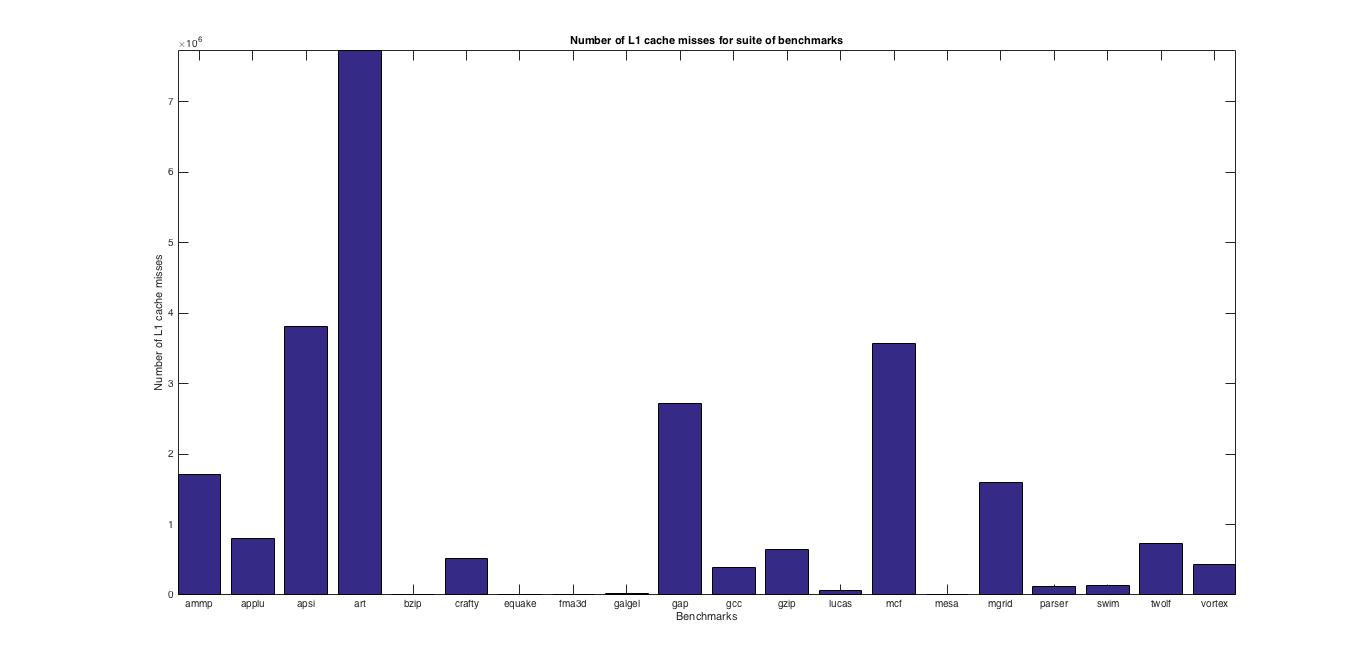 Number of L1 cache misses for suite of benchmarks
×10⁶
7
6
5
4
3
2
1
0
Number of L1 cache misses
ammp applu apsi art bzip crafty equake fma3d galgel gap gcc gzip lucas mcf mesa mgrid parser swim twolf vortex
Benchmarks